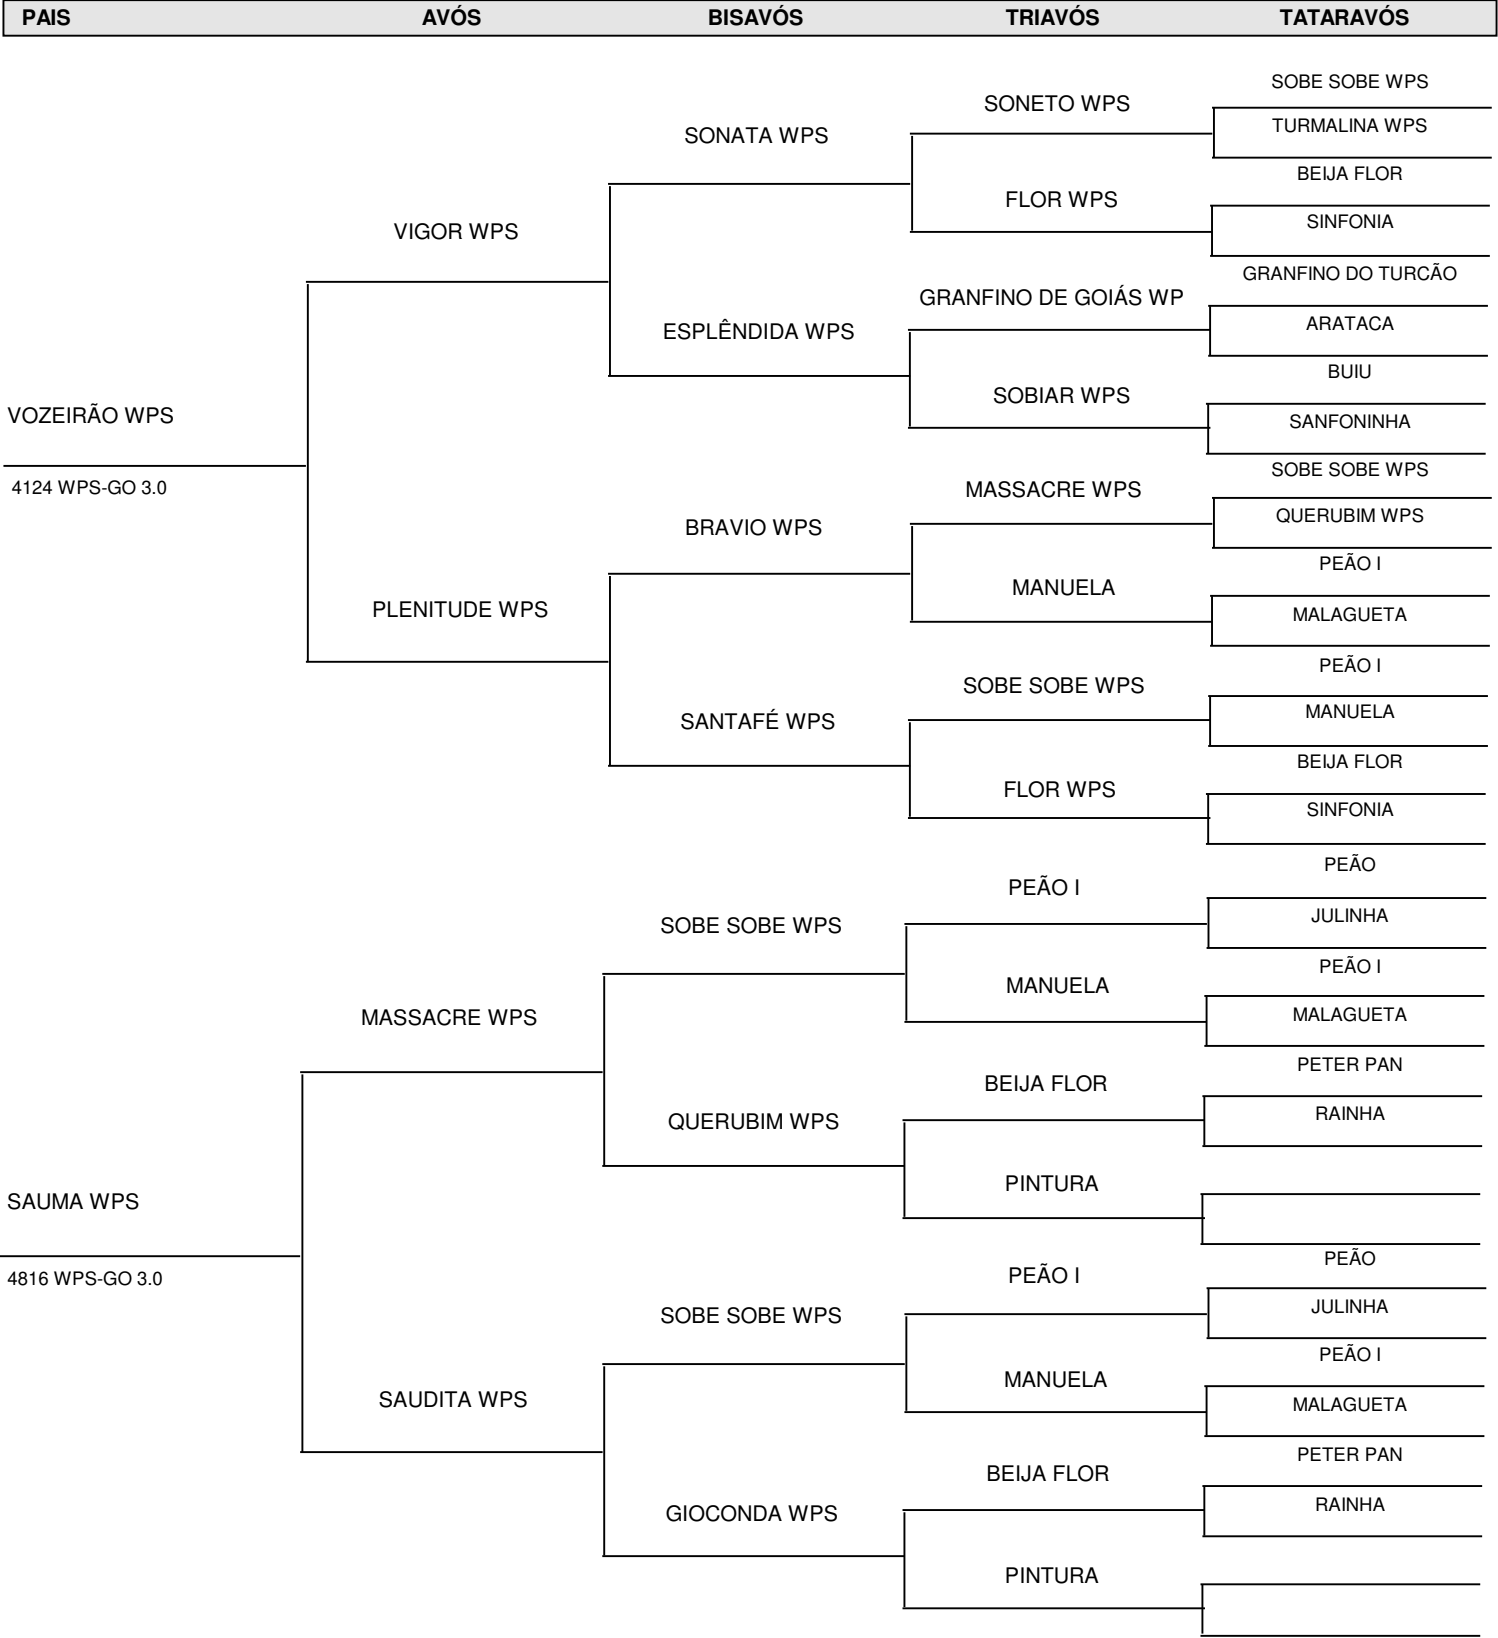 PAIS AVÓS BISAVÓS TRIAVÓS TATARAVÓS
SOBE SOBE WPS
SONETO WPS
TURMALINA WPS
SONATA WPS
BEIJA FLOR
FLOR WPS
SINFONIA
VIGOR WPS
GRANFINO DO TURCÃO
GRANFINO DE GOIÁS WP
ARATACA
ESPLÊNDIDA WPS
BUIU
SOBIAR WPS
SANFONINHA
VOZEIRÃO WPS
SOBE SOBE WPS
4124 WPS-GO 3.0
MASSACRE WPS
QUERUBIM WPS
BRAVIO WPS
PEÃO I
MANUELA
MALAGUETA
PLENITUDE WPS
PEÃO I
SOBE SOBE WPS
MANUELA
SANTAFÉ WPS
BEIJA FLOR
FLOR WPS
SINFONIA
PEÃO
PEÃO I
JULINHA
SOBE SOBE WPS
PEÃO I
MANUELA
MALAGUETA
MASSACRE WPS
PETER PAN
BEIJA FLOR
RAINHA
QUERUBIM WPS
PINTURA
SAUMA WPS
PEÃO
4816 WPS-GO 3.0
PEÃO I
JULINHA
SOBE SOBE WPS
PEÃO I
MANUELA
MALAGUETA
SAUDITA WPS
PETER PAN
BEIJA FLOR
RAINHA
GIOCONDA WPS
PINTURA